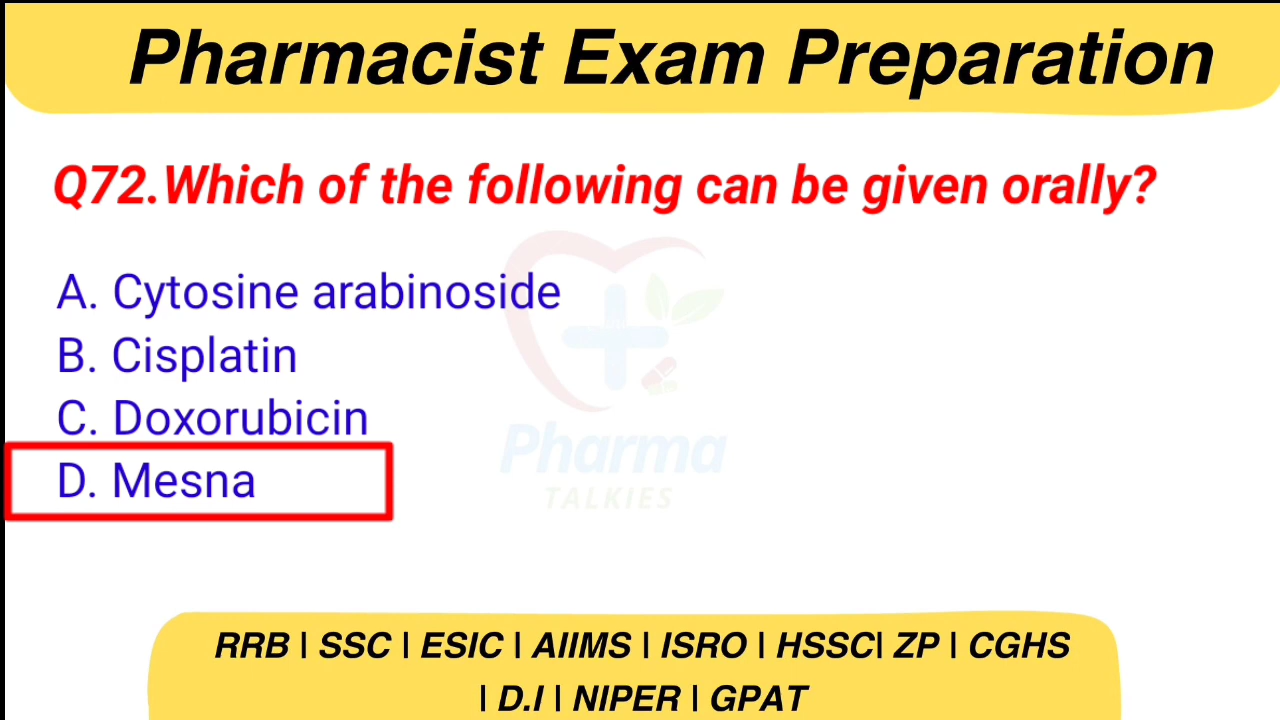 Pharmacist Exam Preparation
Q72.Which of the following can be given orally?
A. Cytosine arabinoside
B. Cisplatin
C. Doxorubicin
D. Mesna
Pharma
TALKIES
RRB | SSC | ESIC | AIIMS | ISRO | HSSC| ZP | CGHS
| D.I | NIPER | GPAT